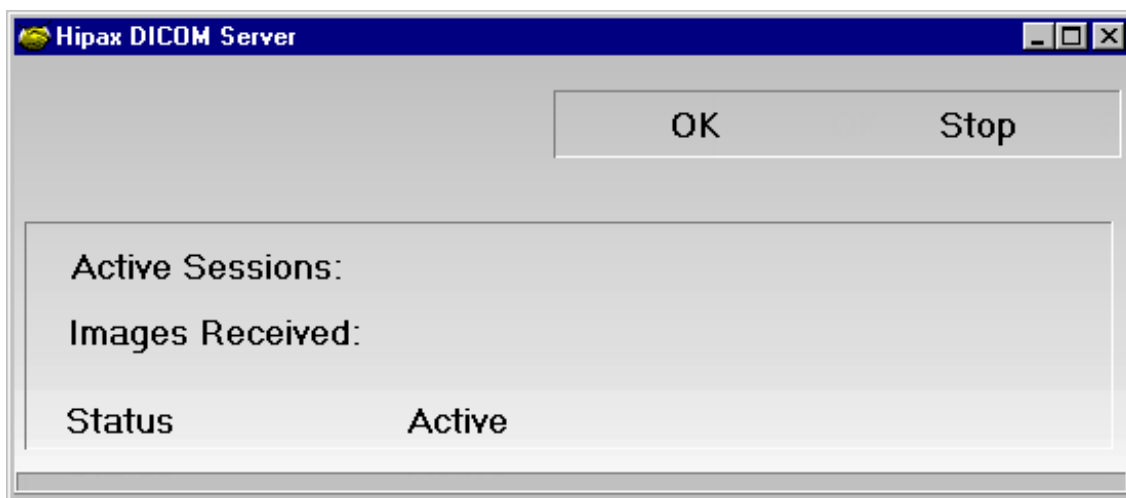 Hipax DICOM Server
OK Stop
Active Sessions:
Images Received:
Status Active